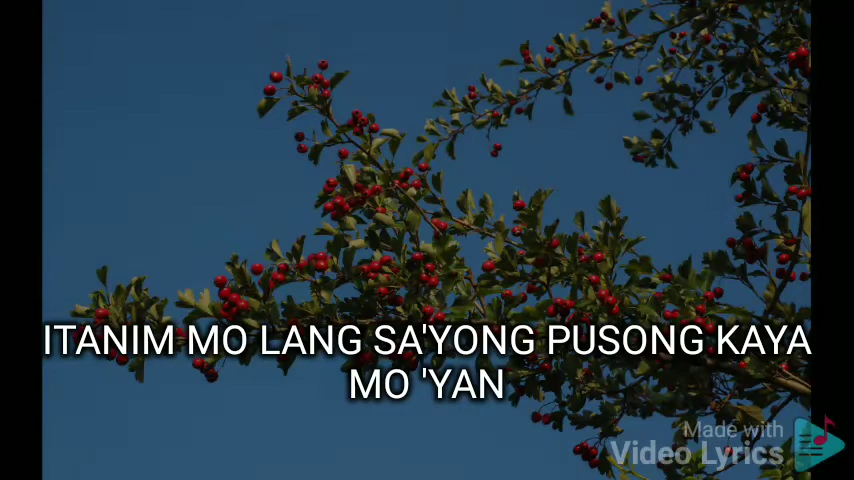 ITANIM MO LANG SA'YONG PUSONG KAYA
MO 'YAN
Made with
Video Lyrics